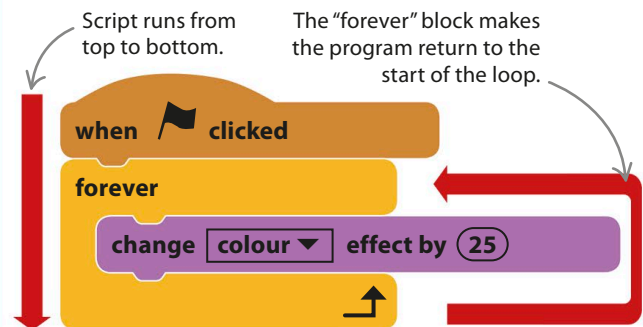 Script runs from
top to bottom.
The “forever” block makes
the program return to the
start of the loop.
when clicked
forever
change colour effect by 25